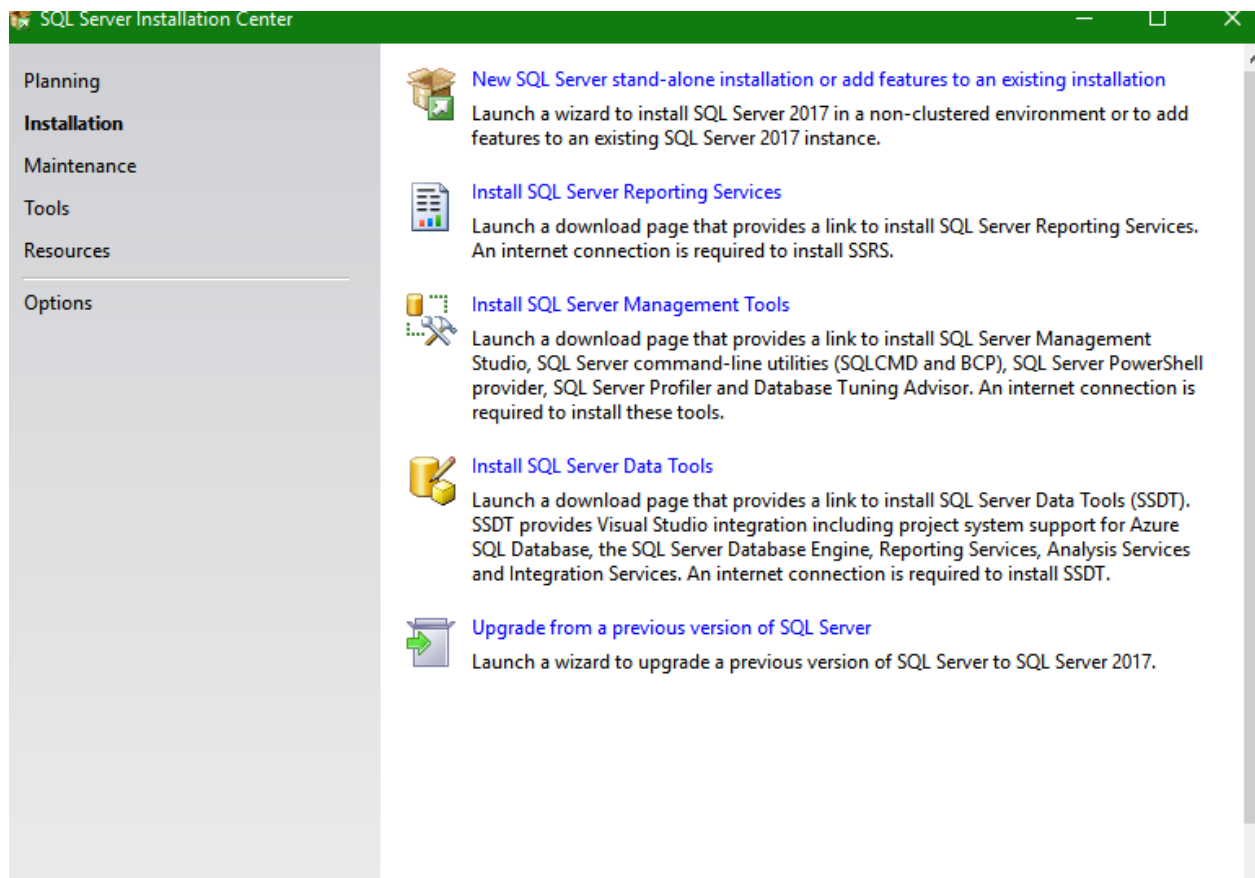 SQL Server Installation Center
Planning
Installation
Maintenance
Tools
Resources
Options
New SQL Server stand-alone installation or add features to an existing installation
Launch a wizard to install SQL Server 2017 in a non-clustered environment or to add
features to an existing SQL Server 2017 instance.
Install SQL Server Reporting Services
Launch a download page that provides a link to install SQL Server Reporting Services.
An internet connection is required to install SSRS.
Install SQL Server Management Tools
Launch a download page that provides a link to install SQL Server Management
Studio, SQL Server command-line utilities (SQLCMD and BCP), SQL Server PowerShell
provider, SQL Server Profiler and Database Tuning Advisor. An internet connection is
required to install these tools.
Install SQL Server Data Tools
Launch a download page that provides a link to install SQL Server Data Tools (SSDT).
SSDT provides Visual Studio integration including project system support for Azure
SQL Database, the SQL Server Database Engine, Reporting Services, Analysis Services
and Integration Services. An internet connection is required to install SSDT.
Upgrade from a previous version of SQL Server
Launch a wizard to upgrade a previous version of SQL Server to SQL Server 2017.